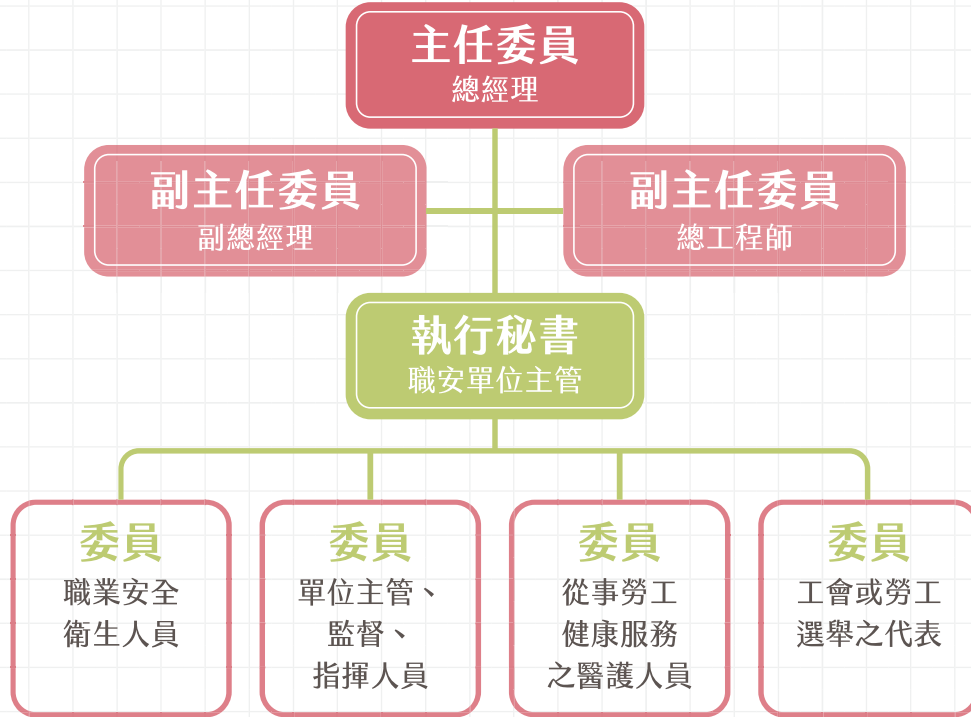 主任委員
總經理
副主任委員
副總經理
副主任委員
總工程師
執行秘書
職安單位主管
委員
職業安全
衛生人員
委員
單位主管、
監督、
指揮人員
委員
從事勞工
健康服務
之醫護人員
委員
工會或勞工
選舉之代表